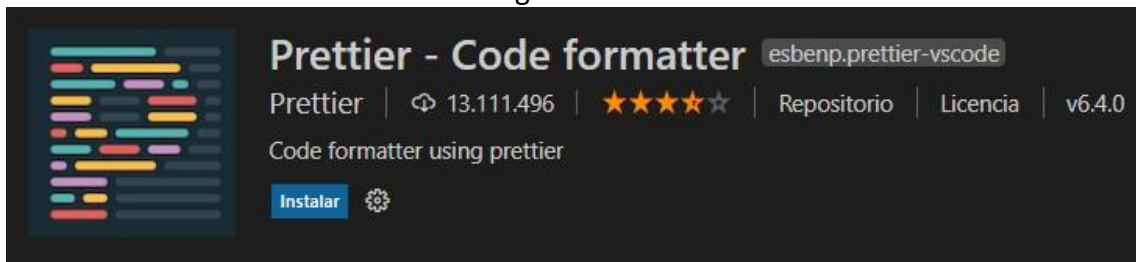 Prettier - Code formatter esbenp.prettier-vscode
Prettier 13.111.496 Repositorio Licencia v6.4.0
Code formatter using prettier
Instalar